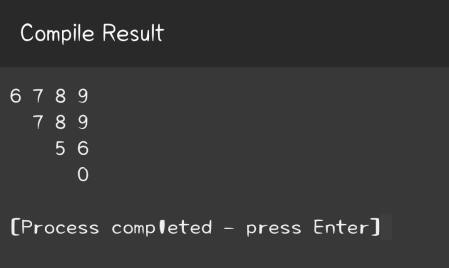 Compile Result
6 7 8 9
  7 8 9
    5 6
      0
[Process completed - press Enter]